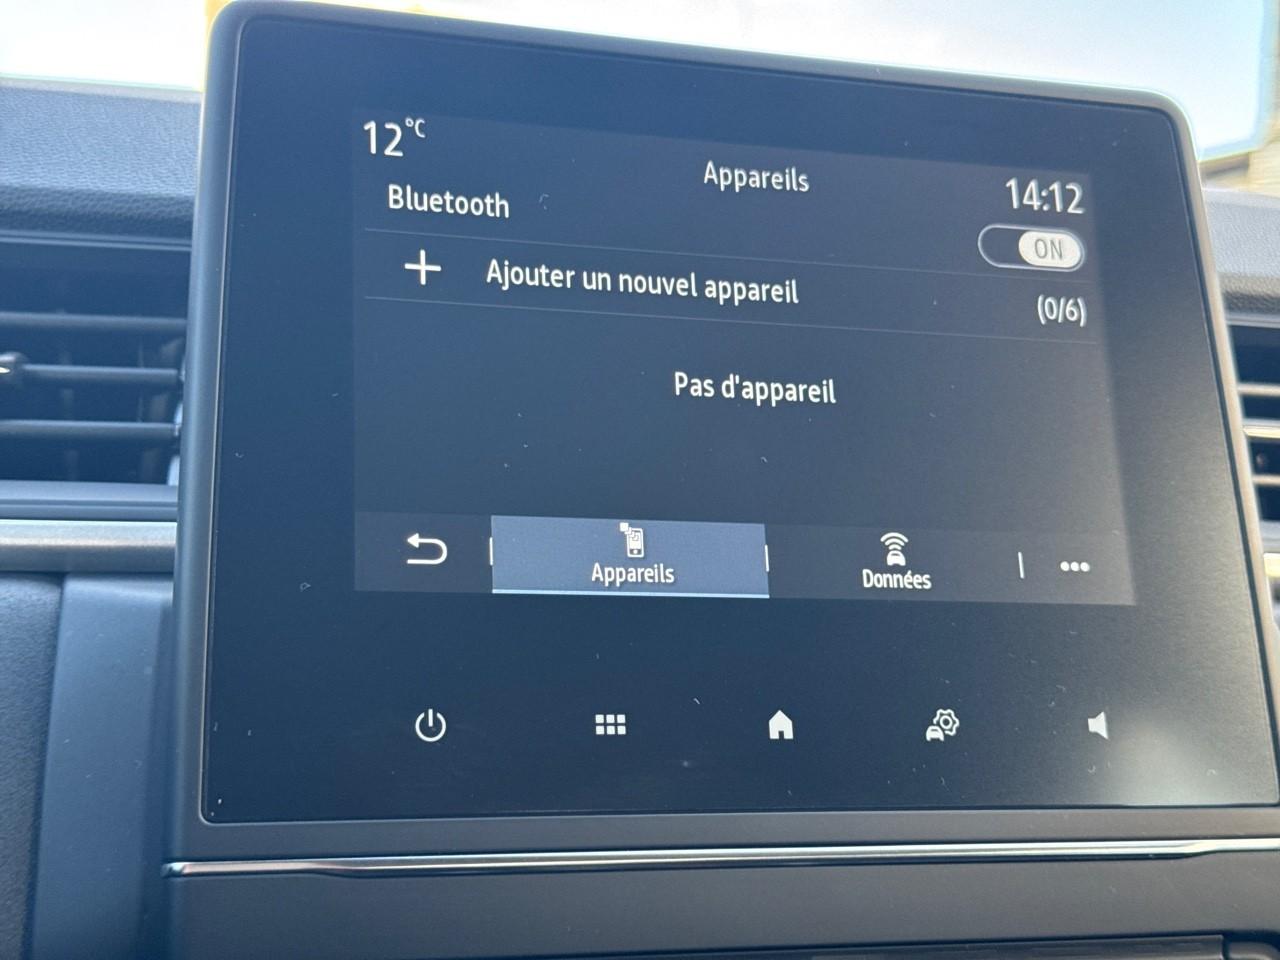 12°C
Appareils
14:12
Bluetooth
ON
Ajouter un nouvel appareil
(0/6)
Pas d'appareil
Appareils
Données